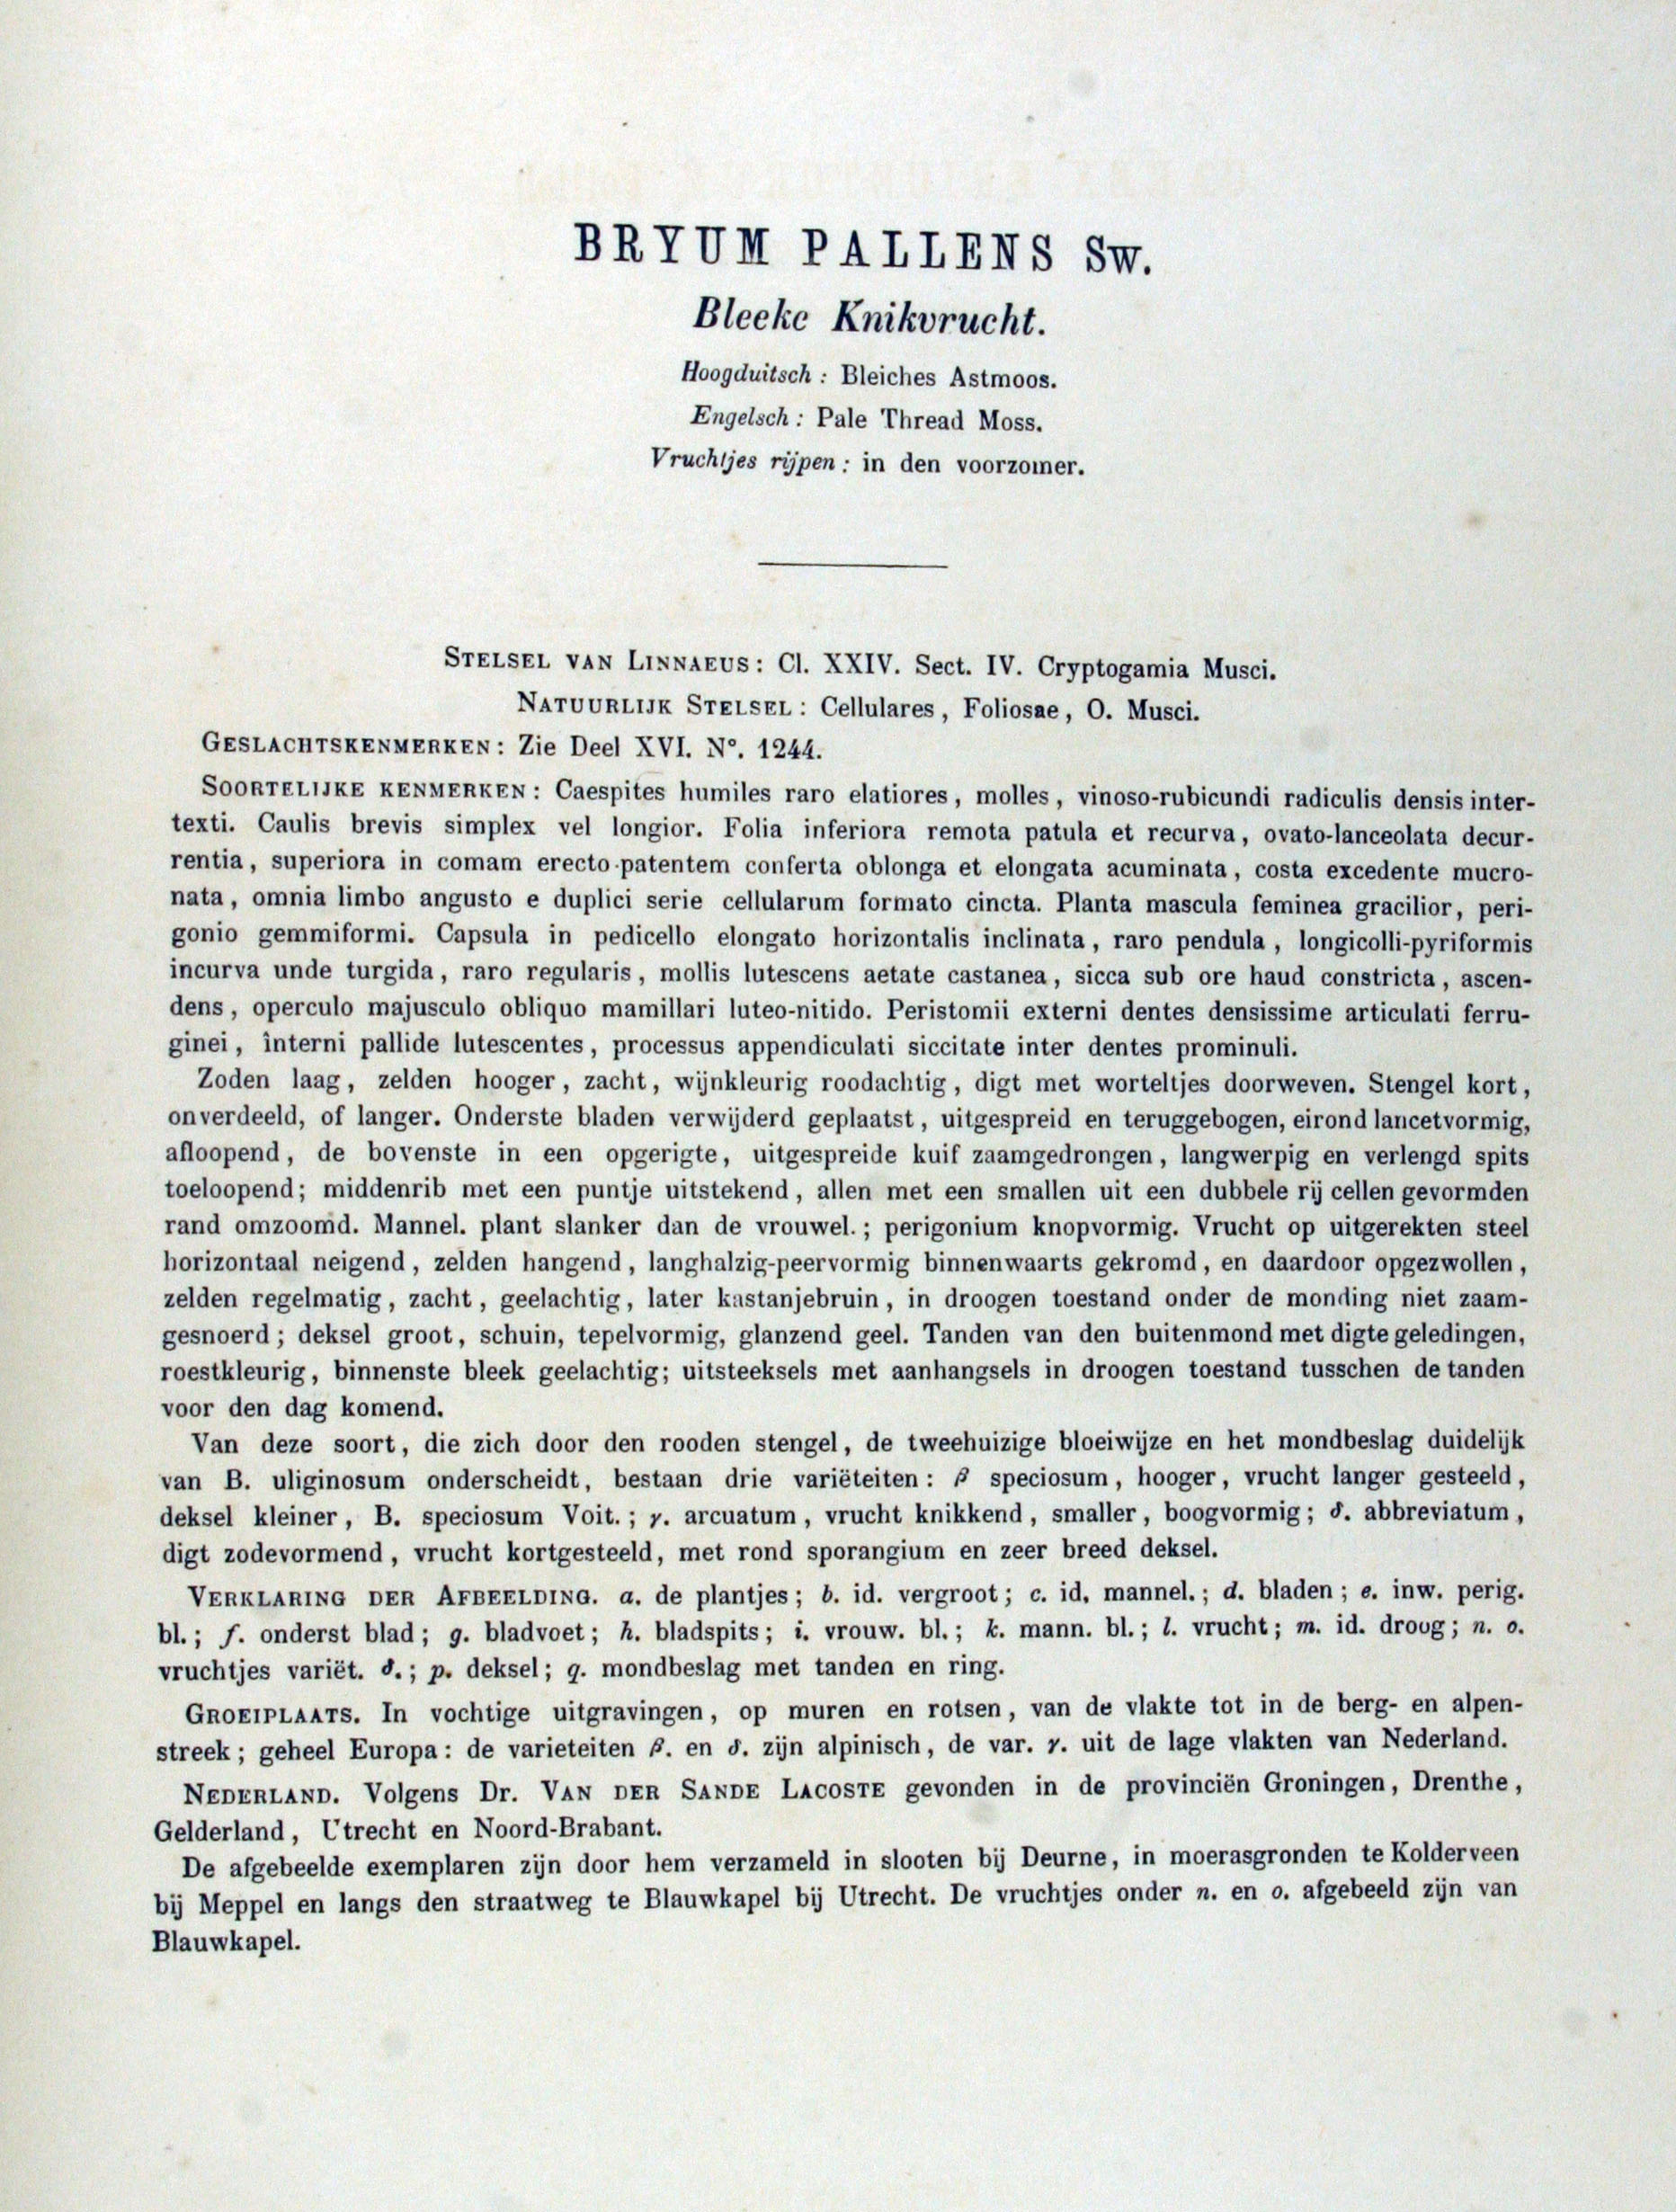 BRYUM PALLENS SW.
Bleeke Knikvrucht.
Hoogduitsch: Bleiches Astmoos.
Engelsch: Pale Thread Moss.
Vruchtjes rijpen: in den voorzomer.
STELSEL VAN LINNAEUS: Cl. XXIV. Sect. IV. Cryptogamia Musci.
NATUURLIJK STELSEL: Cellulares, Foliosae, O. Musci.
GESLACHTSKENMERKEN: Zie Deel XVI. N°. 1244.
SOORTELIJKE KENMERKEN: Caespites humiles raro elatiores, molles, vinoso-rubicundi radiculis densis inter-
texti. Caulis brevis simplex vel longior. Folia inferiora remota patula et recurva, ovato-lanceolata decur-
rentia, superiora in comam erecto-patentem conferta oblonga et elongata acuminata, costa excedente mucro-
nata, omnia limbo angusto e duplici serie cellularum formato cincta. Planta mascula feminea gracilior, peri-
gonio gemmiformi. Capsula in pedicello elongato horizontalis inclinata, raro pendula, longicolli-pyriformis
incurva unde turgida, raro regularis, mollis lutescens aetate castanea, sicca sub ore haud constricta, ascen-
dens, operculo majusculo obliquo mamillari luteo-nitido. Peristomii externi dentes densissime articulati ferru-
ginei, interni pallide lutescentes, processus appendiculati siccitate inter dentes prominuli.
Zoden laag, zelden hooger, zacht, wijnkleurig roodachtig, digt met worteltjes doorweven. Stengel kort,
onverdeeld, of langer. Onderste bladen verwijderd geplaatst, uitgespreid en teruggebogen, eirond lancetvormig,
afloopend, de bovenste in een opgerigte, uitgespreide kuif zaamgedrongen, langwerpig en verlengd spits
toeloopend; middenrib met een puntje uitstekend, allen met een smallen uit een dubbele rij cellen gevormden
rand omzoomd. Mannel. plant slanker dan de vrouwel.; perigonium knopvormig. Vrucht op uitgerekten steel
horizontaal neigend, zelden hangend, langhalzig-peervormig binnenwaarts gekromd, en daardoor opgezwollen,
zelden regelmatig, zacht, geelachtig, later kastanjebruin, in droogen toestand onder de monding niet zaam-
gesnoerd; deksel groot, schuin, tepelvormig, glanzend geel. Tanden van den buitenmond met digte geledingen,
roestkleurig, binnenste bleek geelachtig; uitsteeksels met aanhangsels in droogen toestand tusschen de tanden
voor den dag komend.
Van deze soort, die zich door den rooden stengel, de tweehuizige bloeiwijze en het mondbeslag duidelijk
van B. uliginosum onderscheidt, bestaan drie variëteiten: β speciosum, hooger, vrucht langer gesteeld,
deksel kleiner, B. speciosum Voit.; γ. arcuatum, vrucht knikkend, smaller, boogvormig; δ. abbreviatum,
digt zodevormend, vrucht kortgesteeld, met rond sporangium en zeer breed deksel.
VERKLARING DER AFBEELDING. a. de plantjes; b. id. vergroot; c. id. mannel.; d. bladen; e. inw. perig.
bl.; f. onderst blad; g. bladvoet; h. bladspits; i. vrouw. bl.; k. mann. bl.; l. vrucht; m. id. droog; n. o.
vruchtjes variët. δ.; p. deksel; q. mondbeslag met tanden en ring.
GROEIPLAATS. In vochtige uitgravingen, op muren en rotsen, van de vlakte tot in de berg- en alpen-
streek; geheel Europa: de varieteiten β. en δ. zijn alpinisch, de var. γ. uit de lage vlakten van Nederland.
NEDERLAND. Volgens Dr. VAN DER SANDE LACOSTE gevonden in de provinciën Groningen, Drenthe,
Gelderland, Utrecht en Noord-Brabant.
De afgebeelde exemplaren zijn door hem verzameld in slooten bij Deurne, in moerasgronden te Kolderveen
bij Meppel en langs den straatweg te Blauwkapel bij Utrecht. De vruchtjes onder n. en o. afgebeeld zijn van
Blauwkapel.